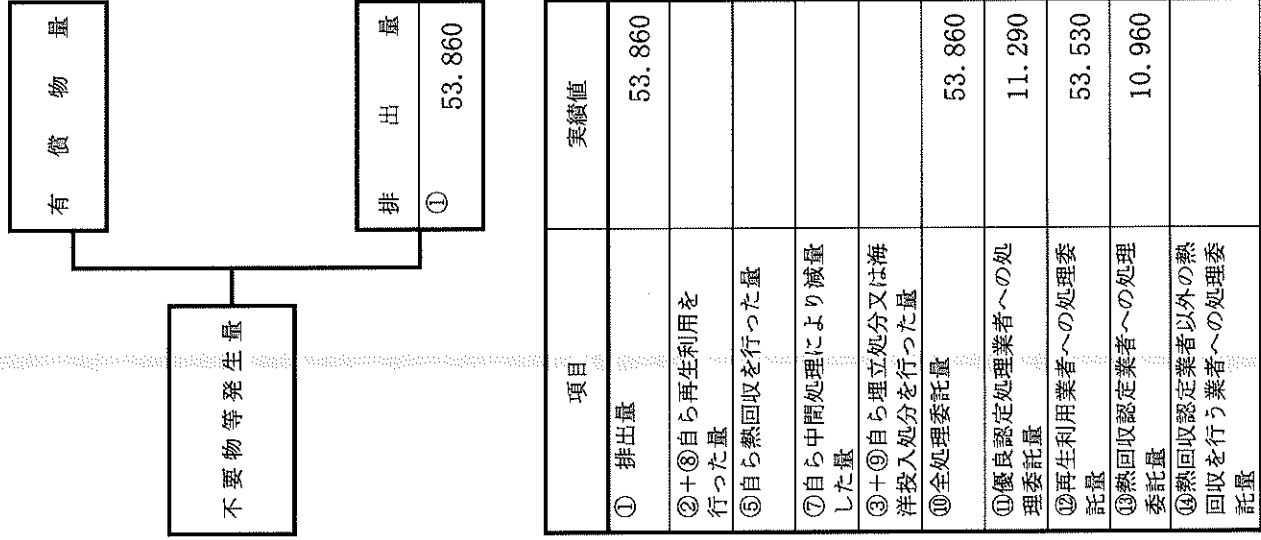 有償物量
排出量
① 53.860
不要物等発生量
項目 実績値
① 排出量 53.860
②+⑧自ら再生利用を
行った量
⑤自ら熱回収を行った量
⑦自ら中間処理により減量
した量
③+⑨自ら埋立処分又は海
洋投入処分を行った量
⑩全処理委託量 53.860
⑪優良認定処理業者への処
理委託量 11.290
⑫再生利用業者への処理委
託量 53.530
⑬熱回収認定業者への処理
委託量 10.960
⑭熱回収認定業者以外の熱
回収を行う業者への処理委
託量